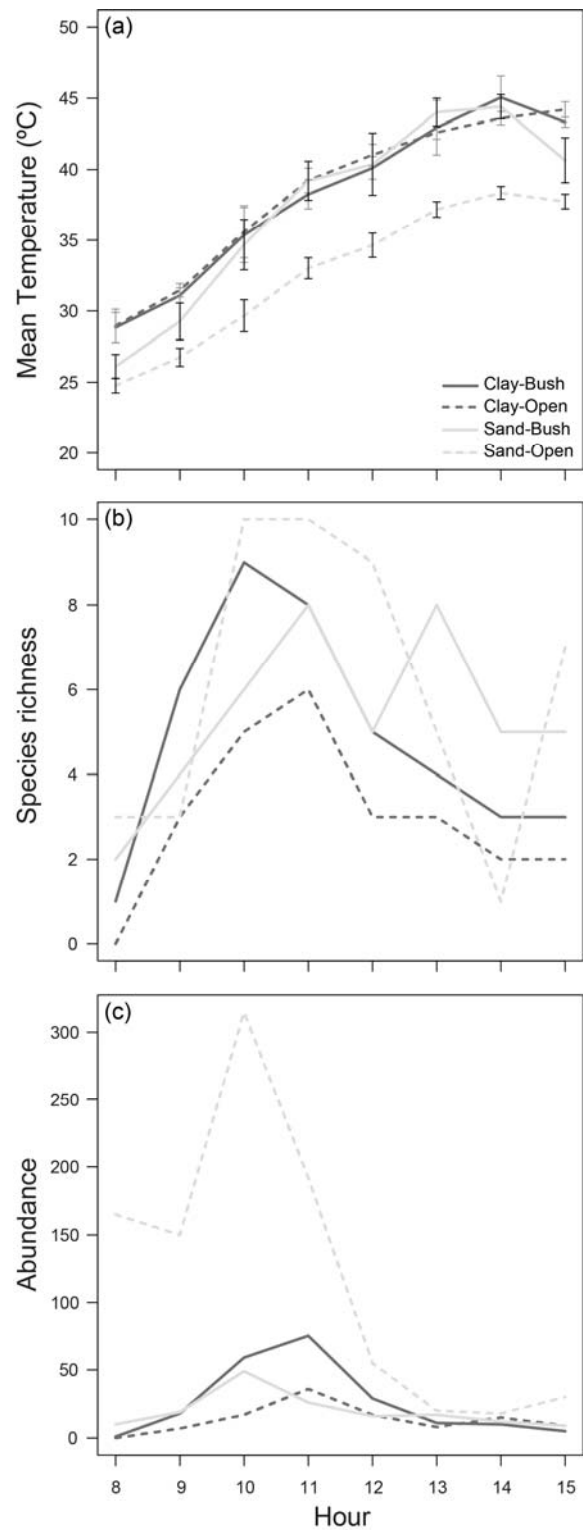 (a)
Mean Temperature (ºC)
50
45
40
35
30
25
20
Clay-Bush
Clay-Open
Sand-Bush
Sand-Open
(b)
Species richness
10
8
6
4
2
0
(c)
Abundance
300
250
200
150
100
50
0
8 9 10 11 12 13 14 15
Hour